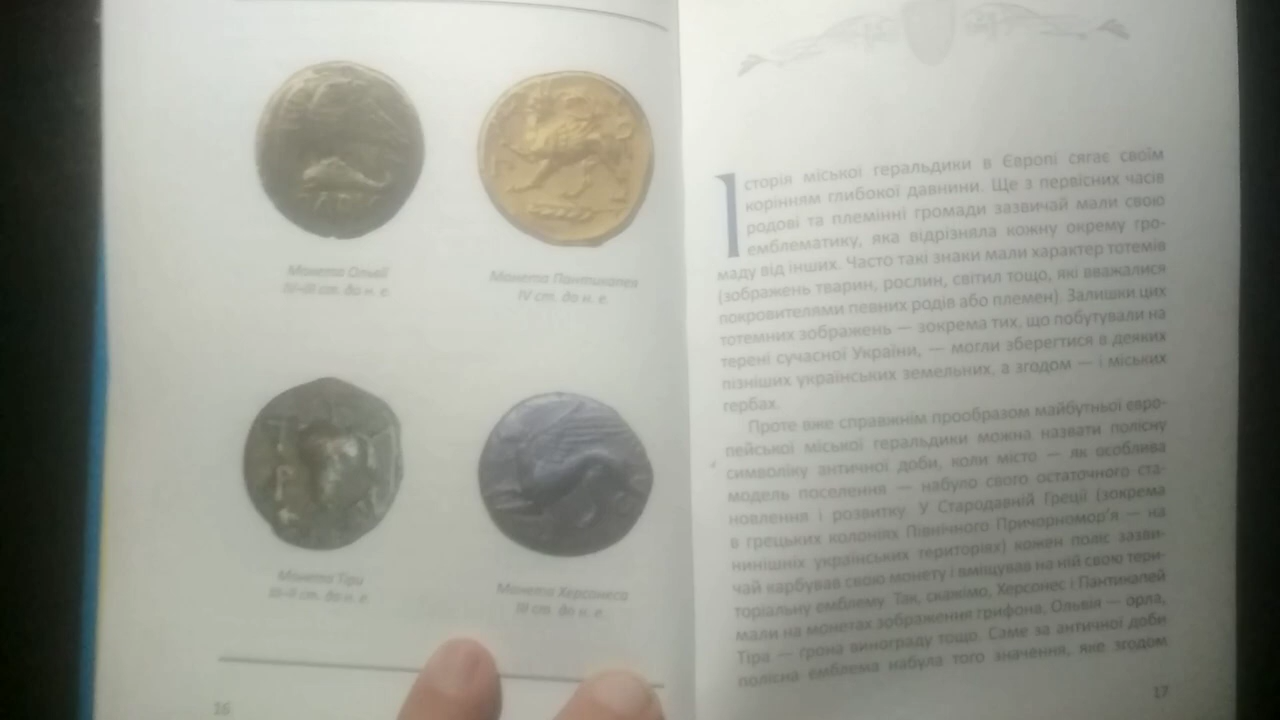 Монета Ольвії
IV–III ст. до н. е.
Монета Пантикапея
IV ст. до н. е.
Монета Тіри
III–II ст. до н. е.
Монета Херсонеса
III ст. до н. е.
16
Історія міської геральдики в Європі сягає своїм
корінням глибокої давнини. Ще з первісних часів
родові та племінні громади зазвичай мали свою
емблематику, яка відрізняла кожну окрему гро-
маду від інших. Часто такі знаки мали характер тотемів
(зображень тварин, рослин, світил тощо, які вважалися
покровителями певних родів або племен). Залишки цих
тотемних зображень — зокрема тих, що побутували на
терені сучасної України, — могли зберегтися в деяких
пізніших українських земельних, а згодом — і міських
гербах.
Проте вже справжнім прообразом майбутньої євро-
пейської міської геральдики можна назвати полісну
символіку античної доби, коли місто — як особлива
модель поселення — набуло свого остаточного ста-
новлення і розвитку. У Стародавній Греції (зокрема
в грецьких колоніях Північного Причорномор'я — на
нинішніх українських територіях) кожен поліс зазви-
чай карбував свою монету і вміщував на ній свою тери-
торіальну емблему. Так, скажімо, Херсонес і Пантикапей
мали на монетах зображення грифона, Ольвія — орла,
Тіра — грона винограду тощо. Саме за античної доби
полісна емблема набула того значення, яке згодом
17